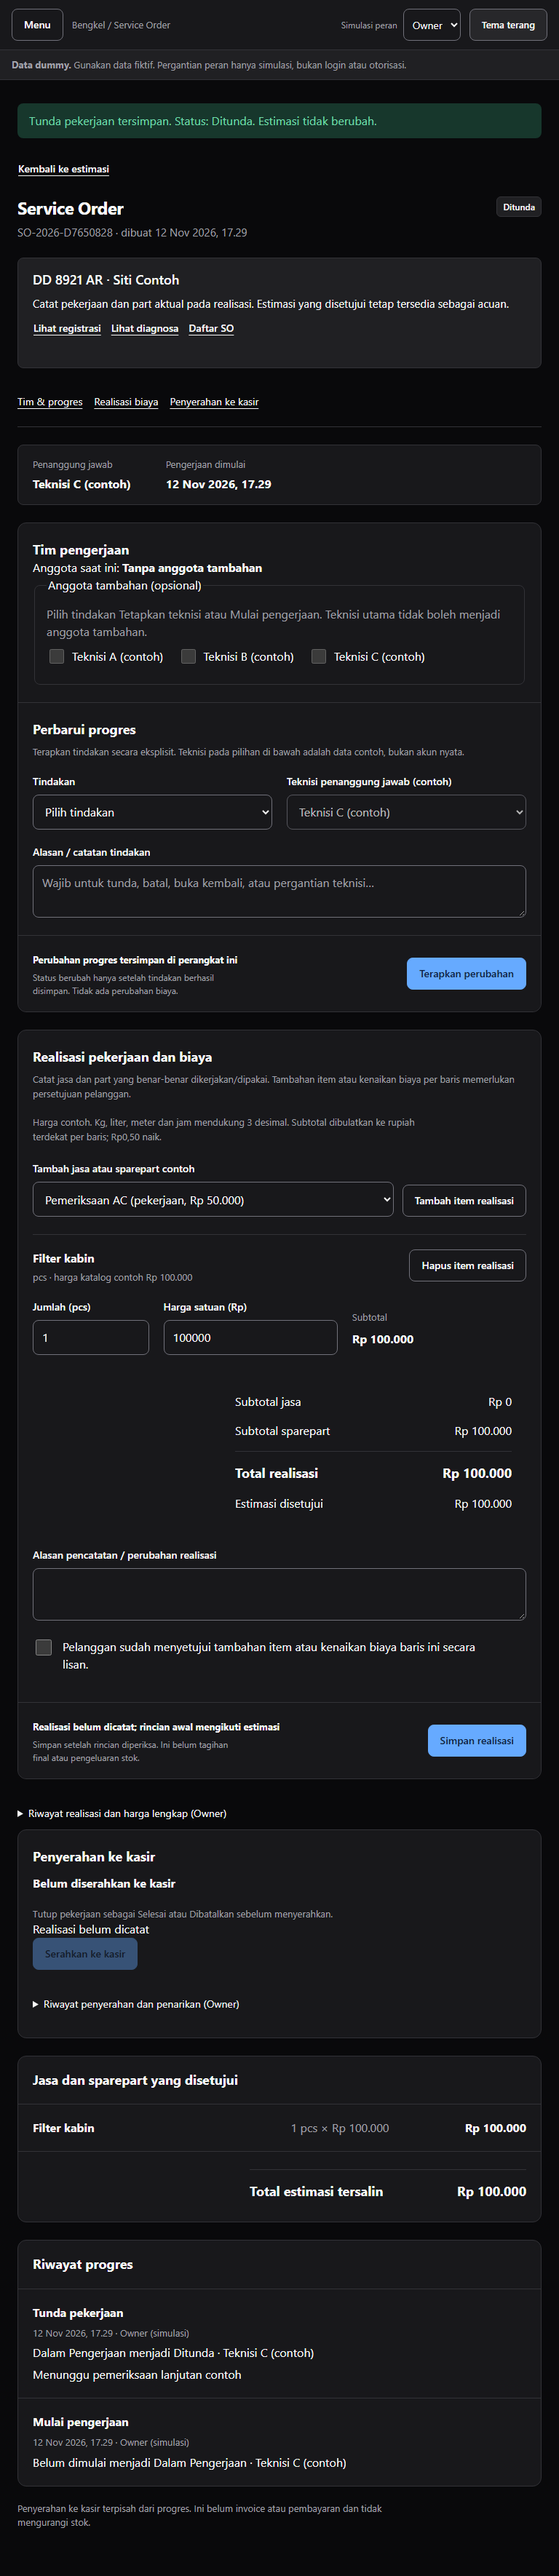 Menu
Bengkel / Service Order
Simulasi peran
Owner
Tema terang
Data dummy. Gunakan data fiktif. Pergantian peran hanya simulasi, bukan login atau otorisasi.
Tunda pekerjaan tersimpan. Status: Ditunda. Estimasi tidak berubah.
Kembali ke estimasi
Service Order
Ditunda
SO-2026-D7650828 · dibuat 12 Nov 2026, 17.29
DD 8921 AR · Siti Contoh
Catat pekerjaan dan part aktual pada realisasi. Estimasi yang disetujui tetap tersedia sebagai acuan.
Lihat registrasi
Lihat diagnosa
Daftar SO
Tim & progres
Realisasi biaya
Penyerahan ke kasir
Penanggung jawab
Teknisi C (contoh)
Pengerjaan dimulai
12 Nov 2026, 17.29
Tim pengerjaan
Anggota saat ini: Tanpa anggota tambahan
Anggota tambahan (opsional)
Pilih tindakan Tetapkan teknisi atau Mulai pengerjaan. Teknisi utama tidak boleh menjadi
anggota tambahan.
Teknisi A (contoh)
Teknisi B (contoh)
Teknisi C (contoh)
Perbarui progres
Terapkan tindakan secara eksplisit. Teknisi pada pilihan di bawah adalah data contoh, bukan akun nyata.
Tindakan
Pilih tindakan
Teknisi penanggung jawab (contoh)
Teknisi C (contoh)
Alasan / catatan tindakan
Wajib untuk tunda, batal, buka kembali, atau pergantian teknisi...
Perubahan progres tersimpan di perangkat ini
Status berubah hanya setelah tindakan berhasil
disimpan. Tidak ada perubahan biaya.
Terapkan perubahan
Realisasi pekerjaan dan biaya
Catat jasa dan part yang benar-benar dikerjakan/dipakai. Tambahan item atau kenaikan biaya per baris memerlukan
persetujuan pelanggan.
Harga contoh. Kg, liter, meter dan jam mendukung 3 desimal. Subtotal dibulatkan ke rupiah
terdekat per baris; Rp0,50 naik.
Tambah jasa atau sparepart contoh
Pemeriksaan AC (pekerjaan, Rp 50.000)
Tambah item realisasi
Filter kabin
pcs · harga katalog contoh Rp 100.000
Hapus item realisasi
Jumlah (pcs)
1
Harga satuan (Rp)
100000
Subtotal
Rp 100.000
Subtotal jasa
Rp 0
Subtotal sparepart
Rp 100.000
Total realisasi
Rp 100.000
Estimasi disetujui
Rp 100.000
Alasan pencatatan / perubahan realisasi
Pelanggan sudah menyetujui tambahan item atau kenaikan biaya baris ini secara
lisan.
Realisasi belum dicatat; rincian awal mengikuti estimasi
Simpan setelah rincian diperiksa. Ini belum tagihan
final atau pengeluaran stok.
Simpan realisasi
Riwayat realisasi dan harga lengkap (Owner)
Penyerahan ke kasir
Belum diserahkan ke kasir
Tutup pekerjaan sebagai Selesai atau Dibatalkan sebelum menyerahkan.
Realisasi belum dicatat
Serahkan ke kasir
Riwayat penyerahan dan penarikan (Owner)
Jasa dan sparepart yang disetujui
Filter kabin
1 pcs × Rp 100.000
Rp 100.000
Total estimasi tersalin
Rp 100.000
Riwayat progres
Tunda pekerjaan
12 Nov 2026, 17.29 · Owner (simulasi)
Dalam Pengerjaan menjadi Ditunda · Teknisi C (contoh)
Menunggu pemeriksaan lanjutan contoh
Mulai pengerjaan
12 Nov 2026, 17.29 · Owner (simulasi)
Belum dimulai menjadi Dalam Pengerjaan · Teknisi C (contoh)
Penyerahan ke kasir terpisah dari progres. Ini belum invoice atau pembayaran dan tidak
mengurangi stok.